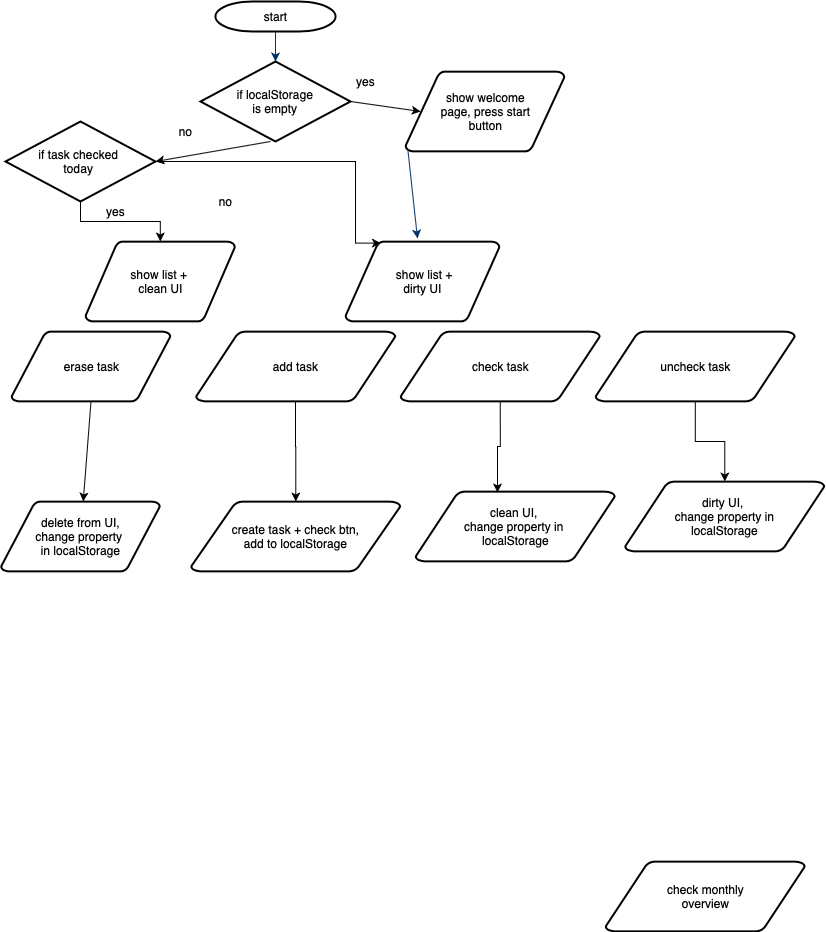 start
if localStorage
is empty
yes
show welcome
page, press start
button
no
if task checked
today
yes
no
show list +
clean UI
show list +
dirty UI
erase task
add task
check task
uncheck task
delete from UI,
change property
in localStorage
create task + check btn,
add to localStorage
clean UI,
change property in
localStorage
dirty UI,
change property in
localStorage
check monthly
overview